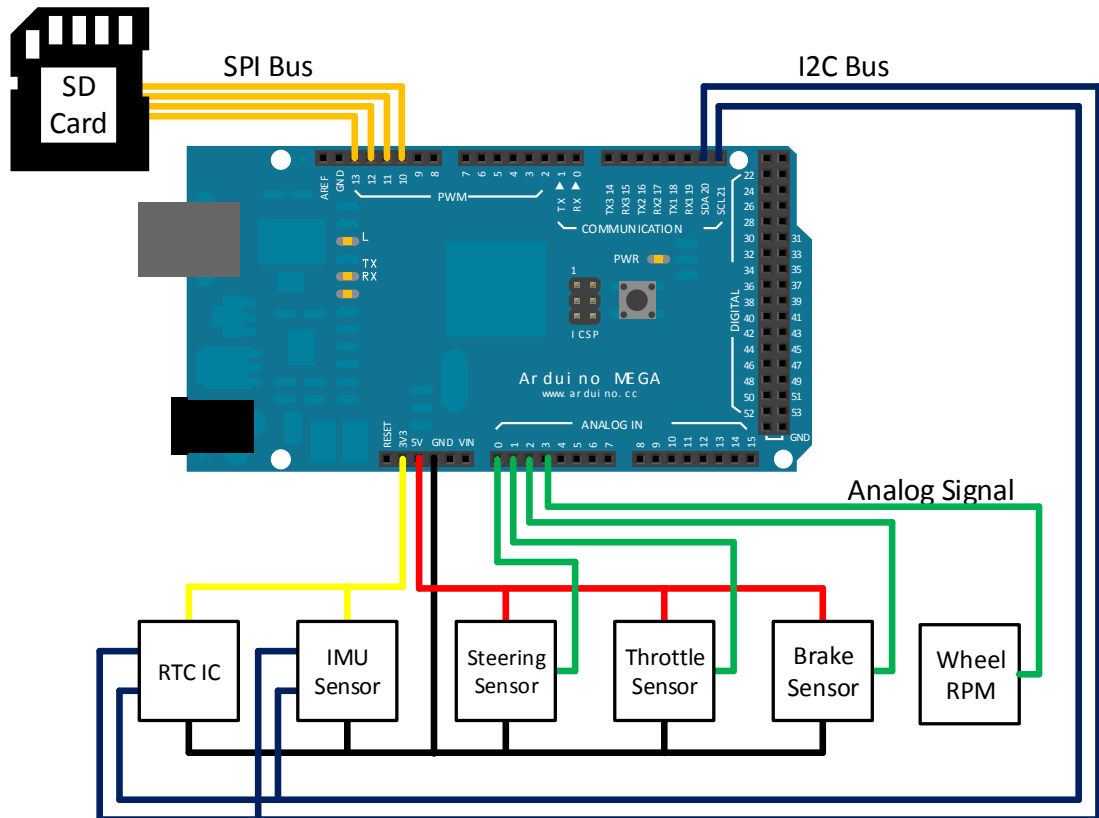 SPI Bus
I2C Bus
SD
Card
AREF
GND
13
12
11
10
9
8
7
6
5
4
3
2
1
0
TX
RX
TX3 14
RX3 15
TX2 16
RX2 17
TX1 18
RX1 19
SDA 20
SCL 21
PWM
COMMUNICATION
L
TX
RX
PWR
1
ICSP
DIGITAL
22
24
26
28
30 31
32 33
34 35
36 37
38 39
40 41
42 43
44 45
46 47
48 49
50 51
52 53
GND
Arduino MEGA
www.arduino.cc
ANALOG IN
RESET
3V3
5V
GND
VIN
0
1
2
3
4
5
6
7
8
9
10
11
12
13
14
15
Analog Signal
RTC IC
IMU
Sensor
Steering
Sensor
Throttle
Sensor
Brake
Sensor
Wheel
RPM